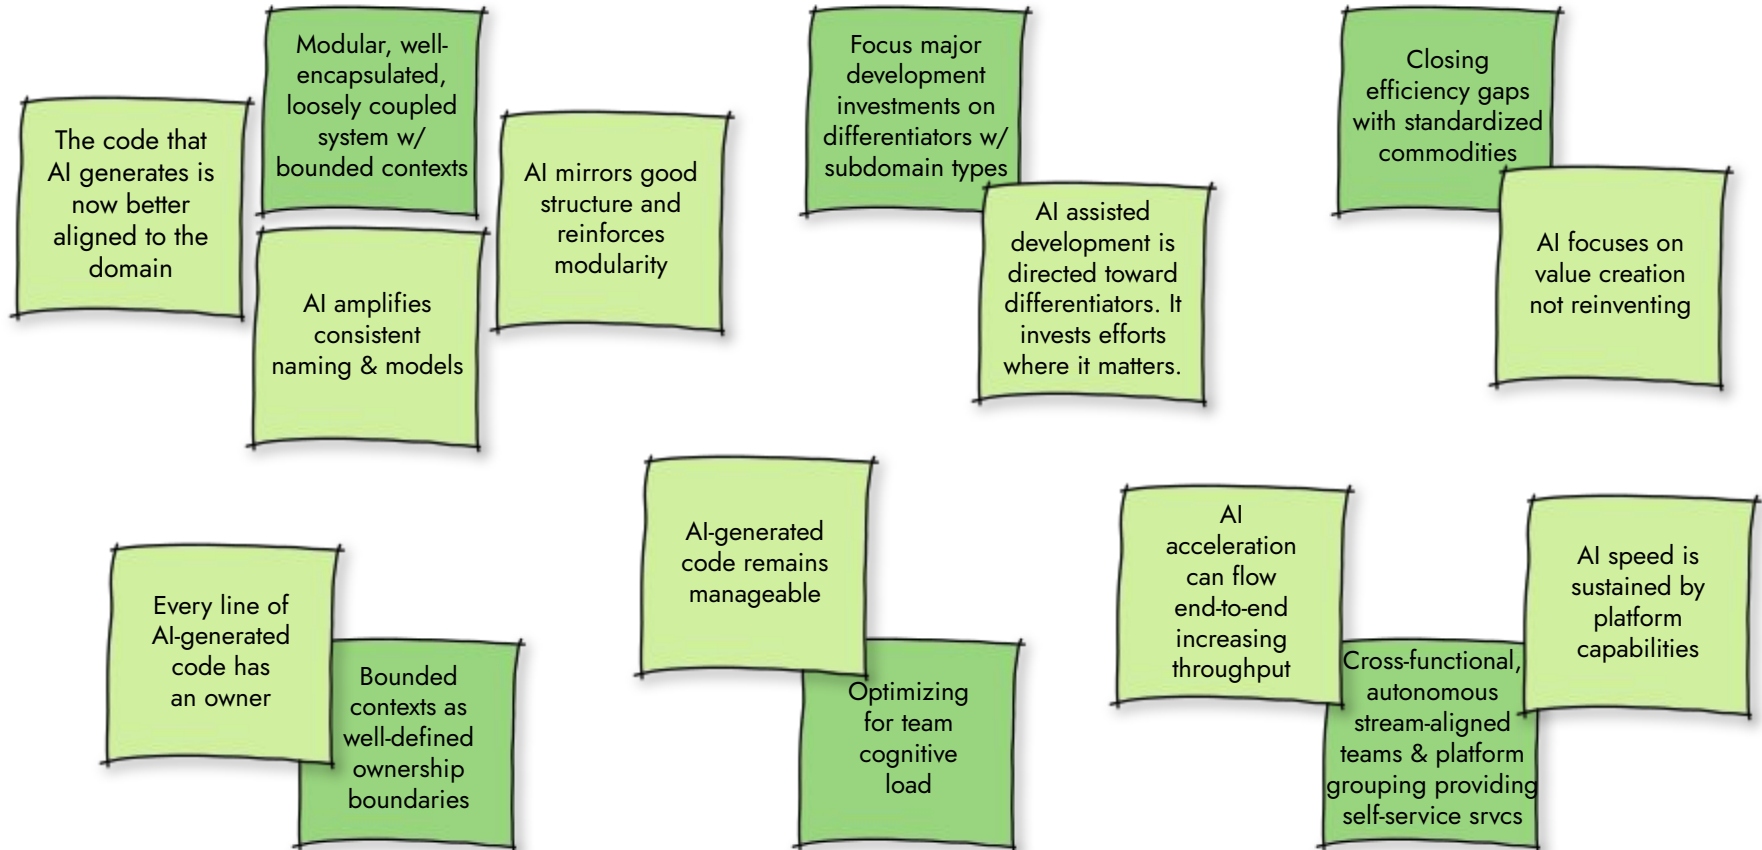 Modular, well-
encapsulated,
loosely coupled
system w/
bounded contexts
The code that
AI generates is
now better
aligned to the
domain
AI mirrors good
structure and
reinforces
modularity
AI amplifies
consistent
naming & models
Focus major
development
investments on
differentiators w/
subdomain types
AI assisted
development is
directed toward
differentiators. It
invests efforts
where it matters.
Closing
efficiency gaps
with standardized
commodities
AI focuses on
value creation
not reinventing
Every line of
AI-generated
code has
an owner
Bounded
contexts as
well-defined
ownership
boundaries
AI-generated
code remains
manageable
Optimizing
for team
cognitive
load
AI
acceleration
can flow
end-to-end
increasing
throughput
Cross-functional,
autonomous
stream-aligned
teams & platform
grouping providing
self-service srvcs
AI speed is
sustained by
platform
capabilities